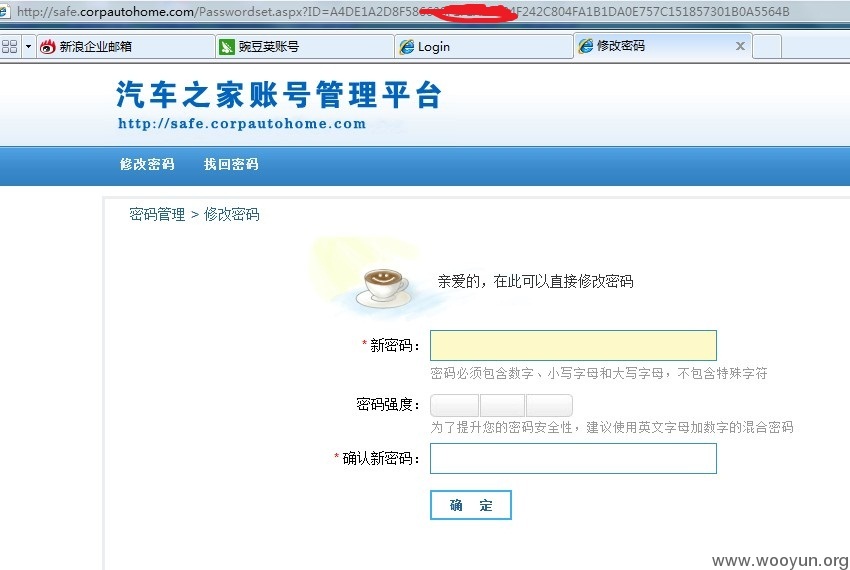 http://safe.corpautohome.com/Passwordset.aspx?ID=A4DE1A2D8F58 4F242C804FA1B1DA0E757C151857301B0A5564B
新浪企业邮箱 豌豆荚账号 Login 修改密码
汽车之家账号管理平台
http://safe.corpautohome.com
修改密码 找回密码
密码管理 > 修改密码
亲爱的，在此可以直接修改密码
*新密码：
密码必须包含数字、小写字母和大写字母，不包含特殊字符
密码强度：
为了提升您的密码安全性，建议使用英文字母加数字的混合密码
*确认新密码：
确 定
www.wooyun.org